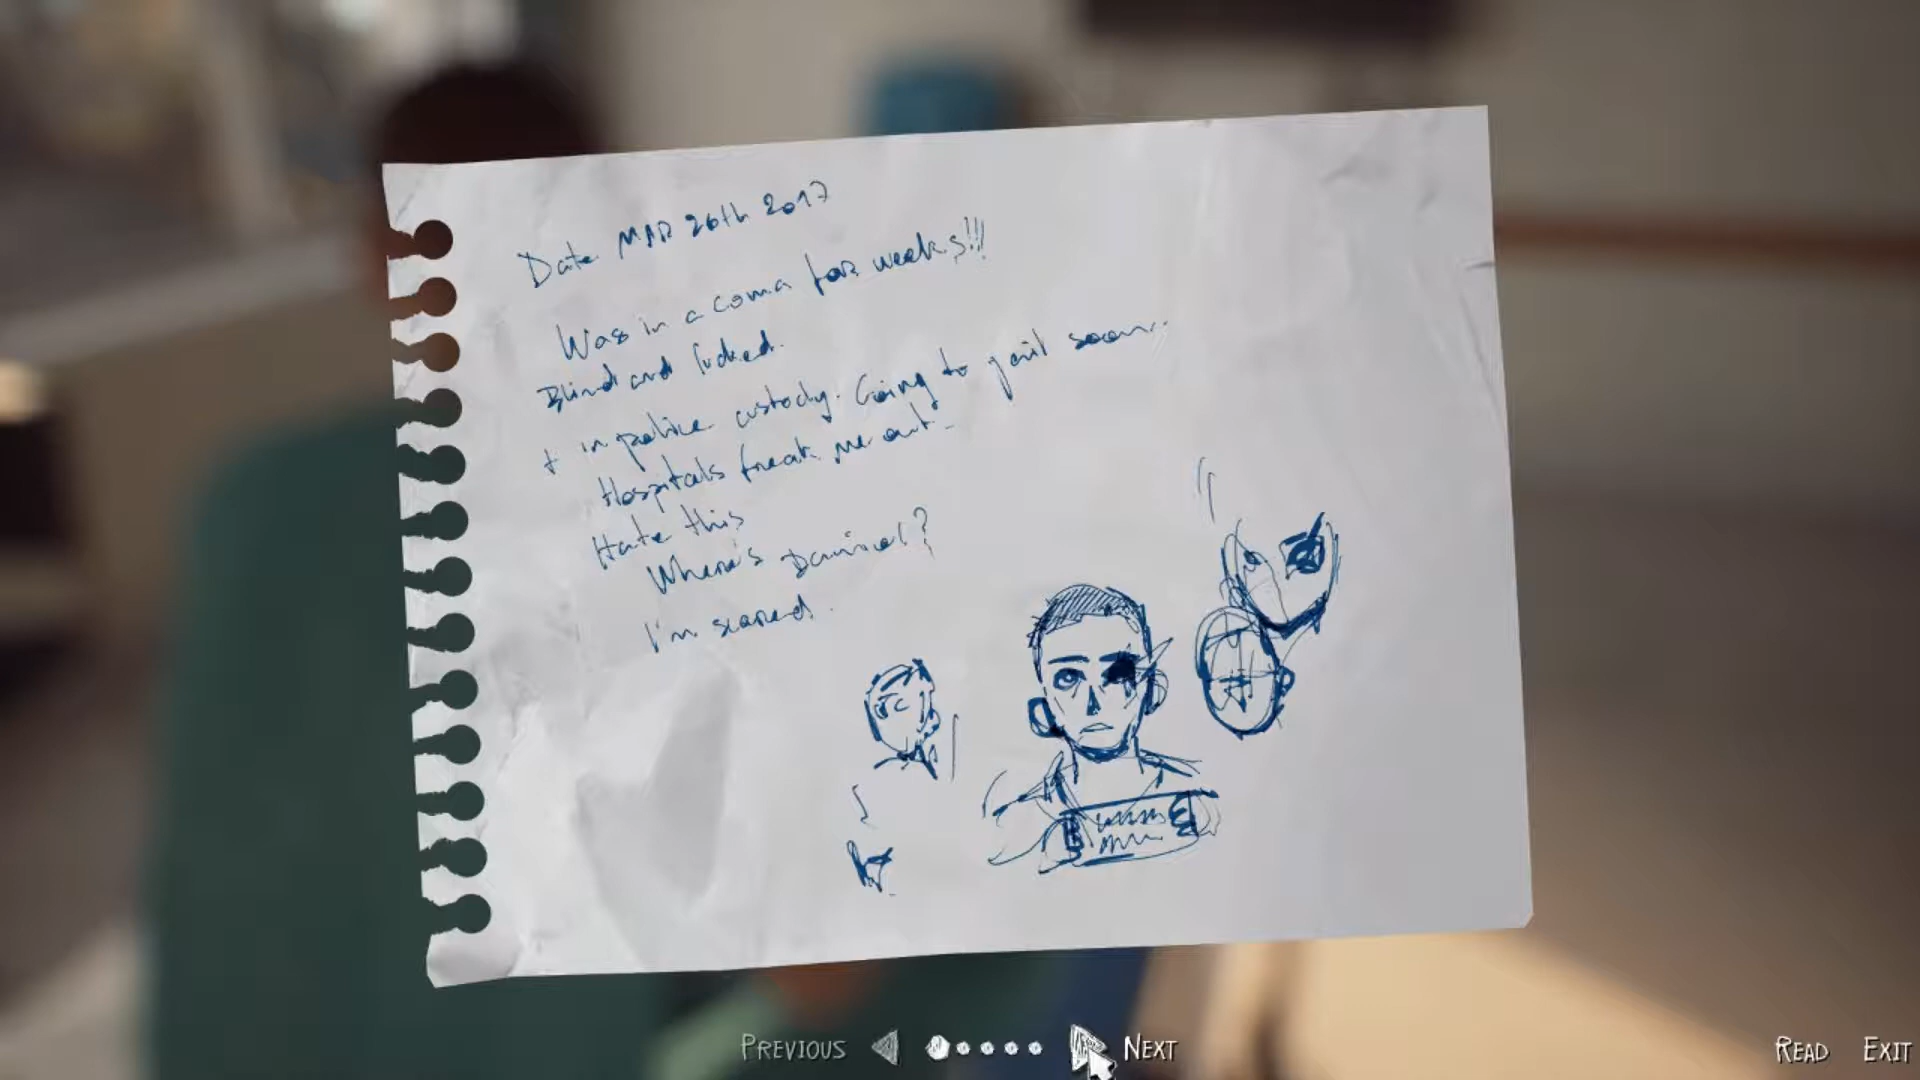 Date MAR 26th 2017
Was in a coma for weeks!!!
Blind and fucked.
+ in police custody. Going to jail soon..
Hospitals freak me out.
Hate this
Where's Daniel?
I'm scared.
PREVIOUS NEXT READ EXIT